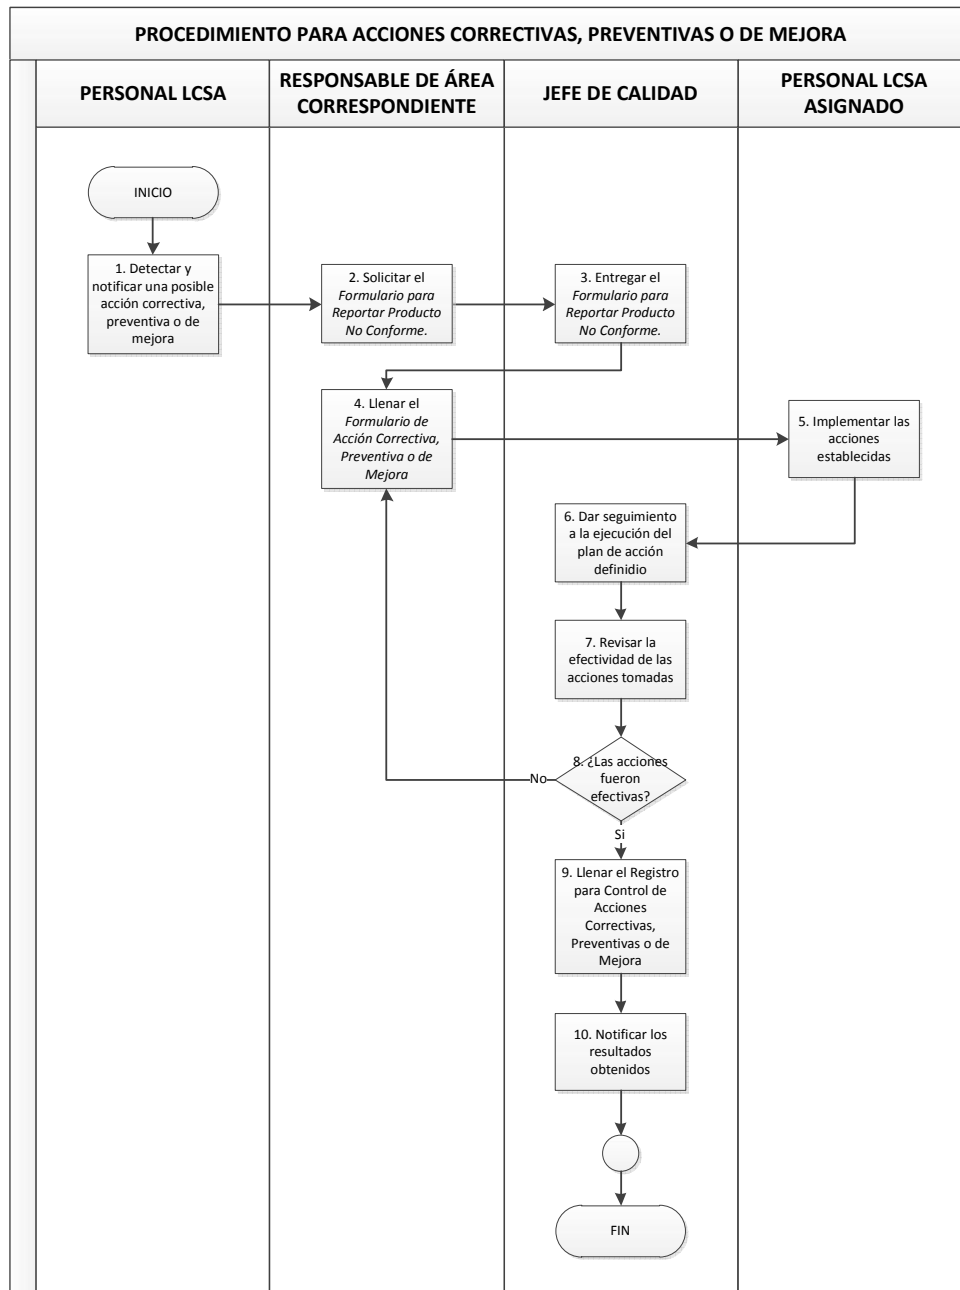 PROCEDIMIENTO PARA ACCIONES CORRECTIVAS, PREVENTIVAS O DE MEJORA
PERSONAL LCSA
RESPONSABLE DE ÁREA
CORRESPONDIENTE
JEFE DE CALIDAD
PERSONAL LCSA
ASIGNADO
INICIO
1. Detectar y
notificar una posible
acción correctiva,
preventiva o de
mejora
2. Solicitar el
Formulario para
Reportar Producto
No Conforme.
3. Entregar el
Formulario para
Reportar Producto
No Conforme.
4. Llenar el
Formulario de
Acción Correctiva,
Preventiva o de
Mejora
5. Implementar las
acciones
establecidas
6. Dar seguimiento
a la ejecución del
plan de acción
definidio
7. Revisar la
efectividad de las
acciones tomadas
8. ¿Las acciones
fueron
efectivas?
No
Si
9. Llenar el Registro
para Control de
Acciones
Correctivas,
Preventivas o de
Mejora
10. Notificar los
resultados
obtenidos
FIN